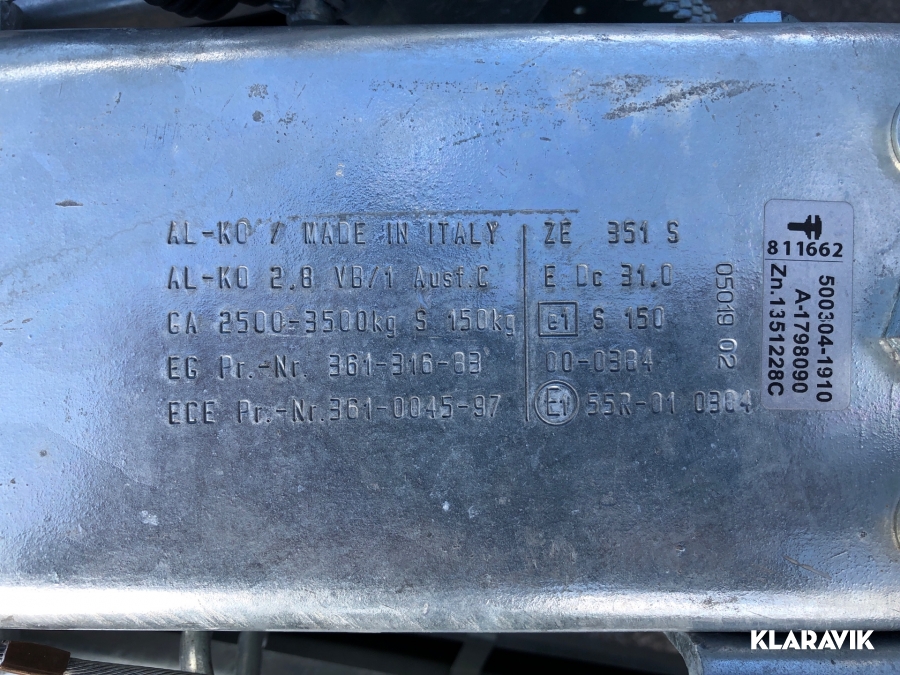 AL-KO / MADE IN ITALY
AL-KO 2,8 VB/1 Ausf.C
GA 2500-3500kg S 150kg
EG Pr.-Nr. 361-316-83
ECE Pr.-Nr.361-0045-97
ZE 351 S
E Dc 31.0
e1 S 150
00-0384
E1 55R-01 0384
05019 02
811662
500304-1910
A-1798090
Zn.1351228C
KLARAVIK